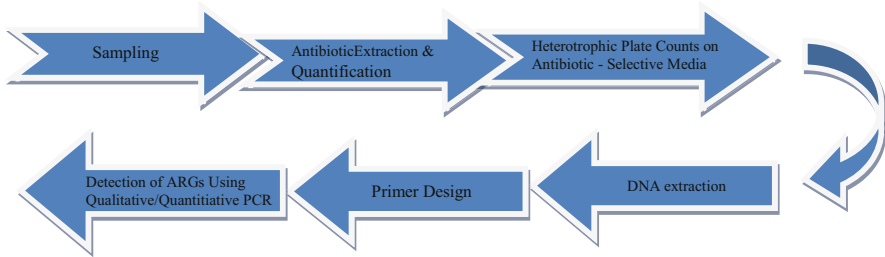 Sampling
AntibioticExtraction &
Quantification
Heterotrophic Plate Counts on
Antibiotic - Selective Media
DNA extraction
Primer Design
Detection of ARGs Using
Qualitative/Quantitiative PCR